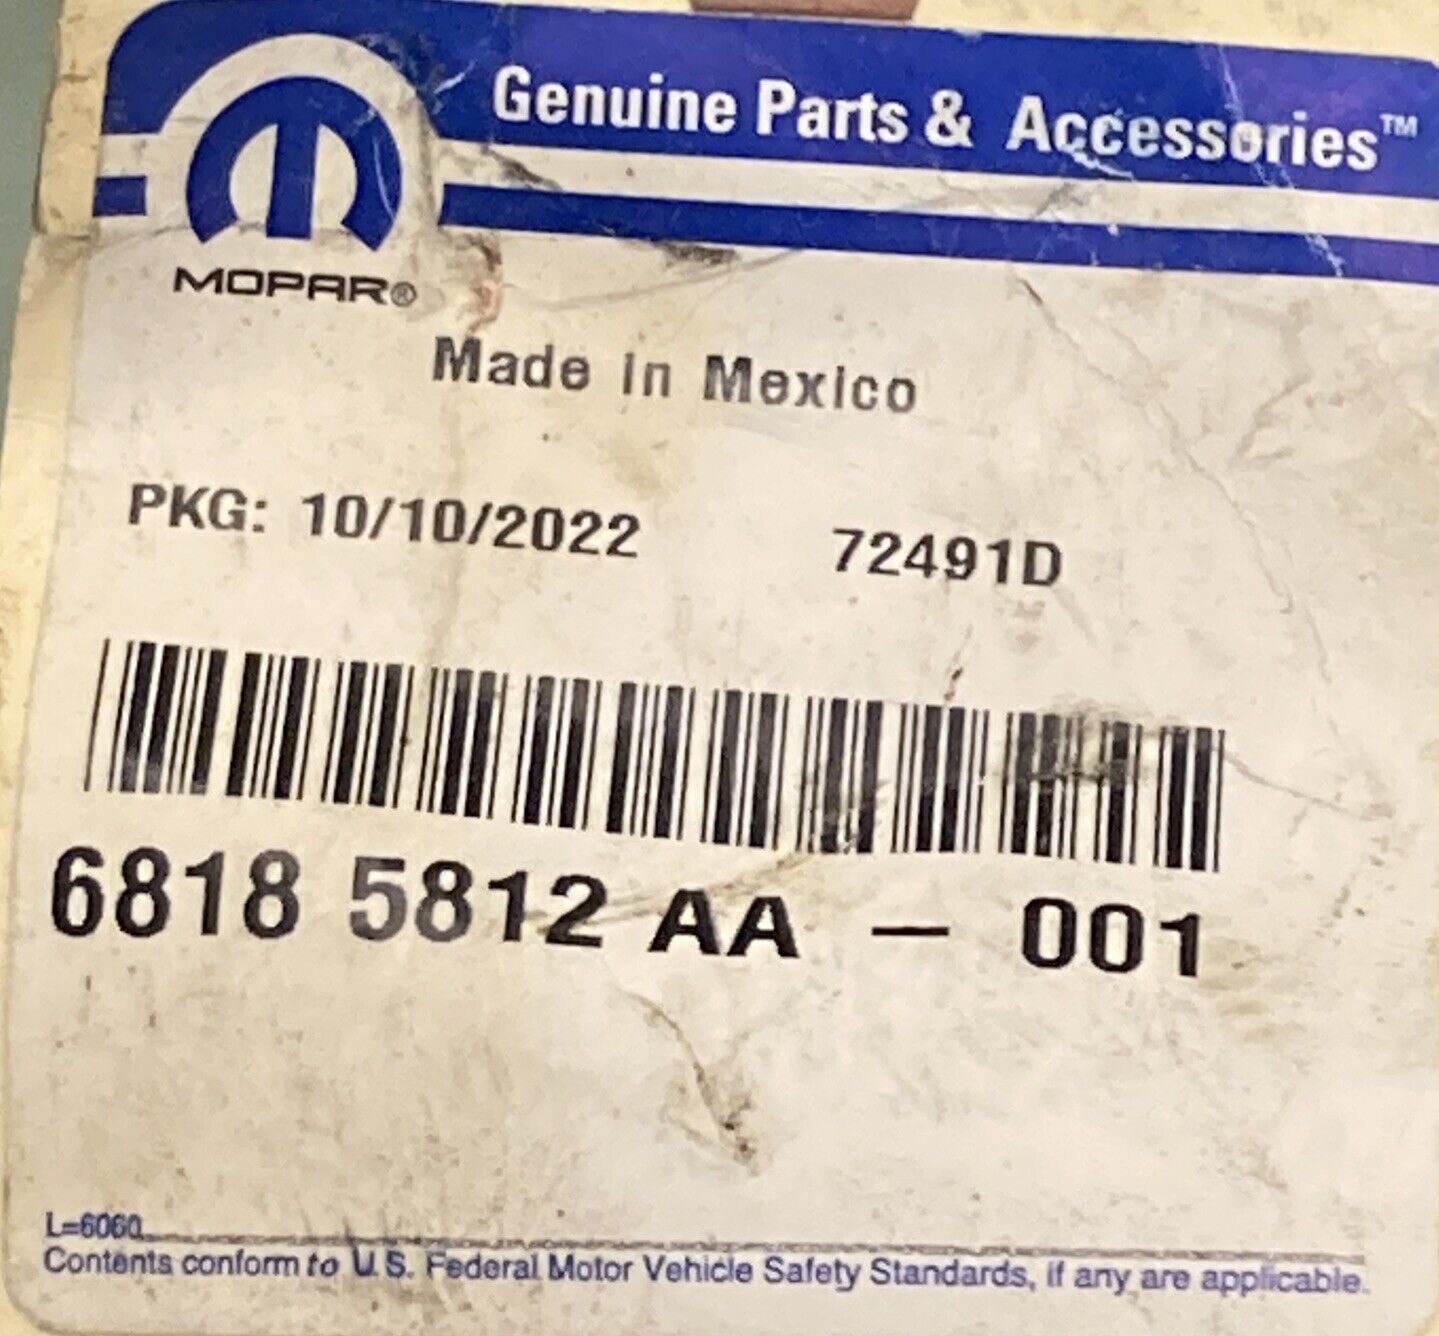 Genuine Parts & Accessories™
MOPAR®
Made in Mexico
PKG: 10/10/2022 72491D
6818 5812 AA – 001
L=6060
Contents conform to U.S. Federal Motor Vehicle Safety Standards, if any are applicable.